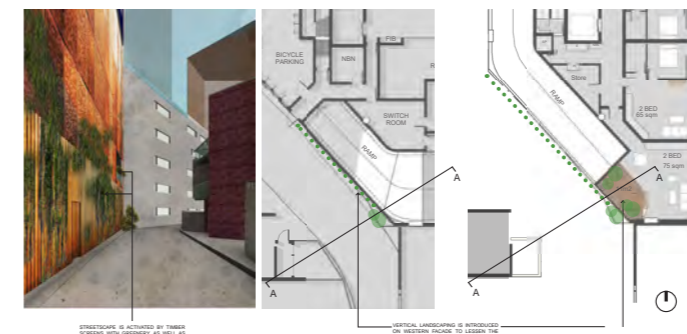 BICYCLE
PARKING
NBN
FIB
R
SWITCH
ROOM
RAMP
A
A
Store
RAMP
2 BED
65 sqm
2 BED
75 sqm
A
A
STREETSCAPE IS ACTIVATED BY TIMBER
SCREENS WITH GREENERY AS WELL AS
VERTICAL LANDSCAPING IS INTRODUCED
ON WESTERN FACADE TO LESSEN THE